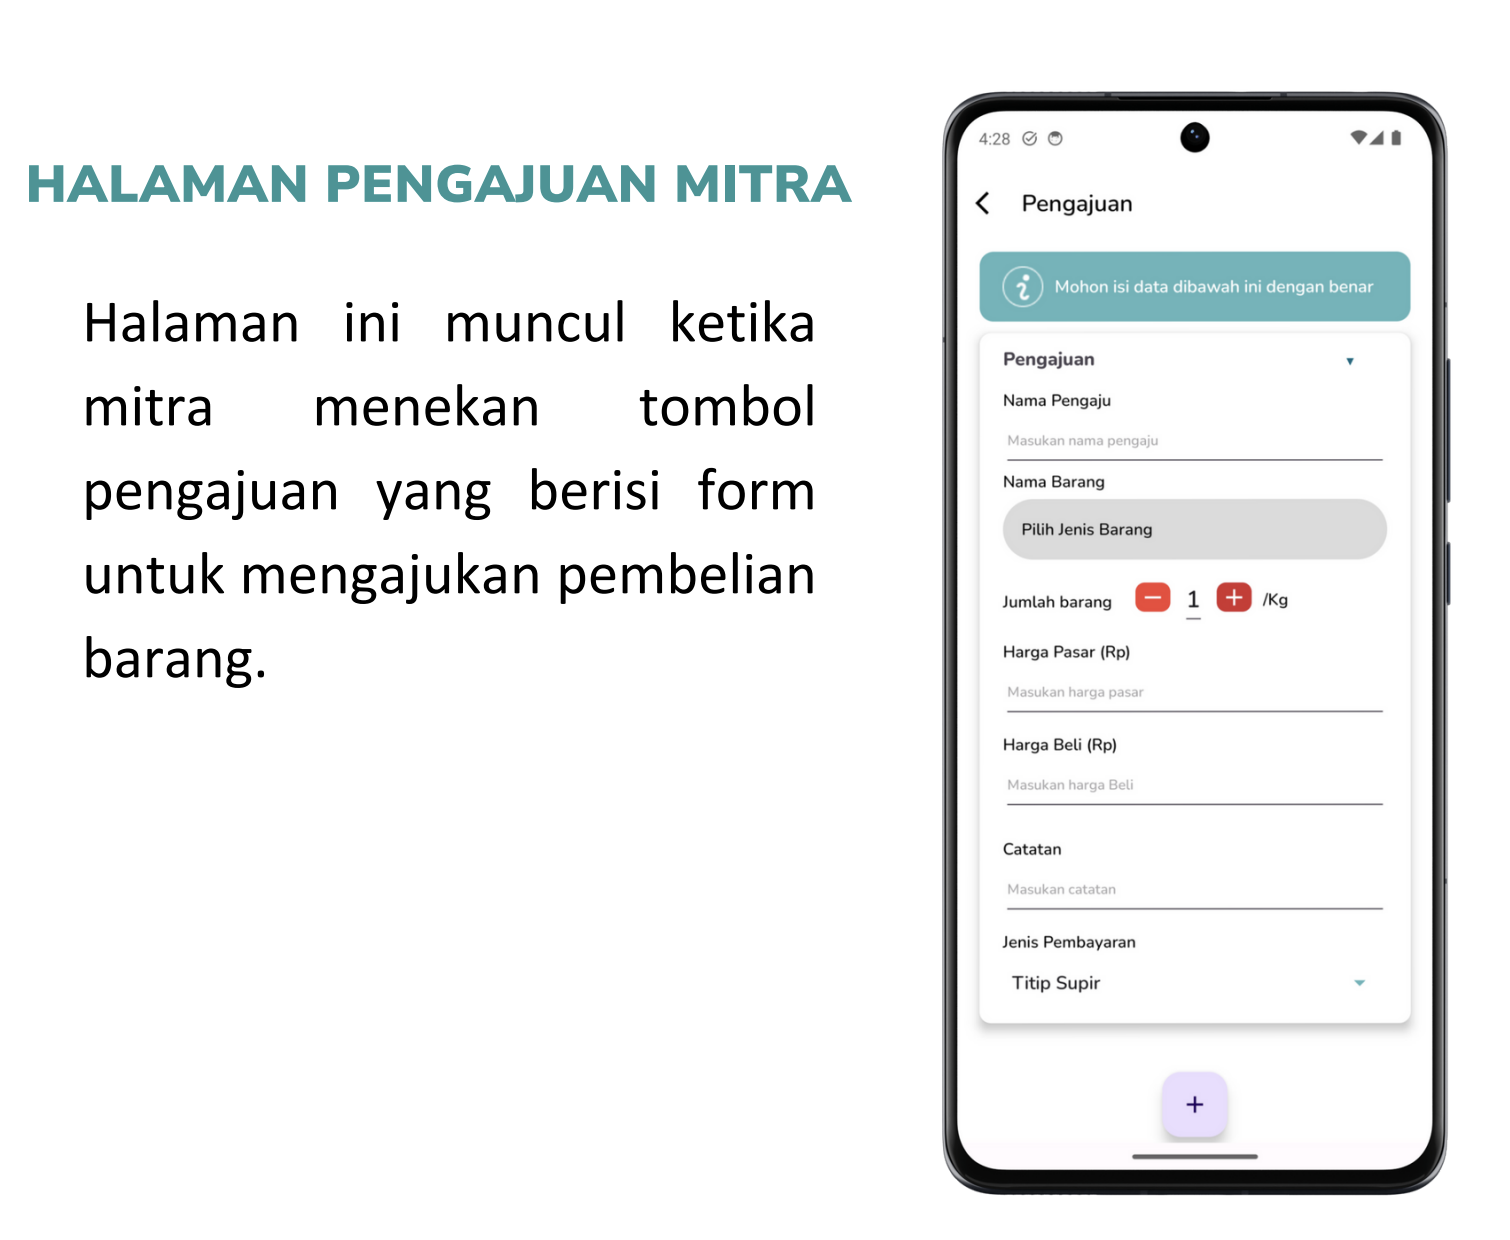 HALAMAN PENGAJUAN MITRA
Halaman ini muncul ketika
mitra menekan tombol
pengajuan yang berisi form
untuk mengajukan pembelian
barang.
4:28
Pengajuan
Mohon isi data dibawah ini dengan benar
Pengajuan
Nama Pengaju
Masukan nama pengaju
Nama Barang
Pilih Jenis Barang
Jumlah barang − 1 + /Kg
Harga Pasar (Rp)
Masukan harga pasar
Harga Beli (Rp)
Masukan harga Beli
Catatan
Masukan catatan
Jenis Pembayaran
Titip Supir
+